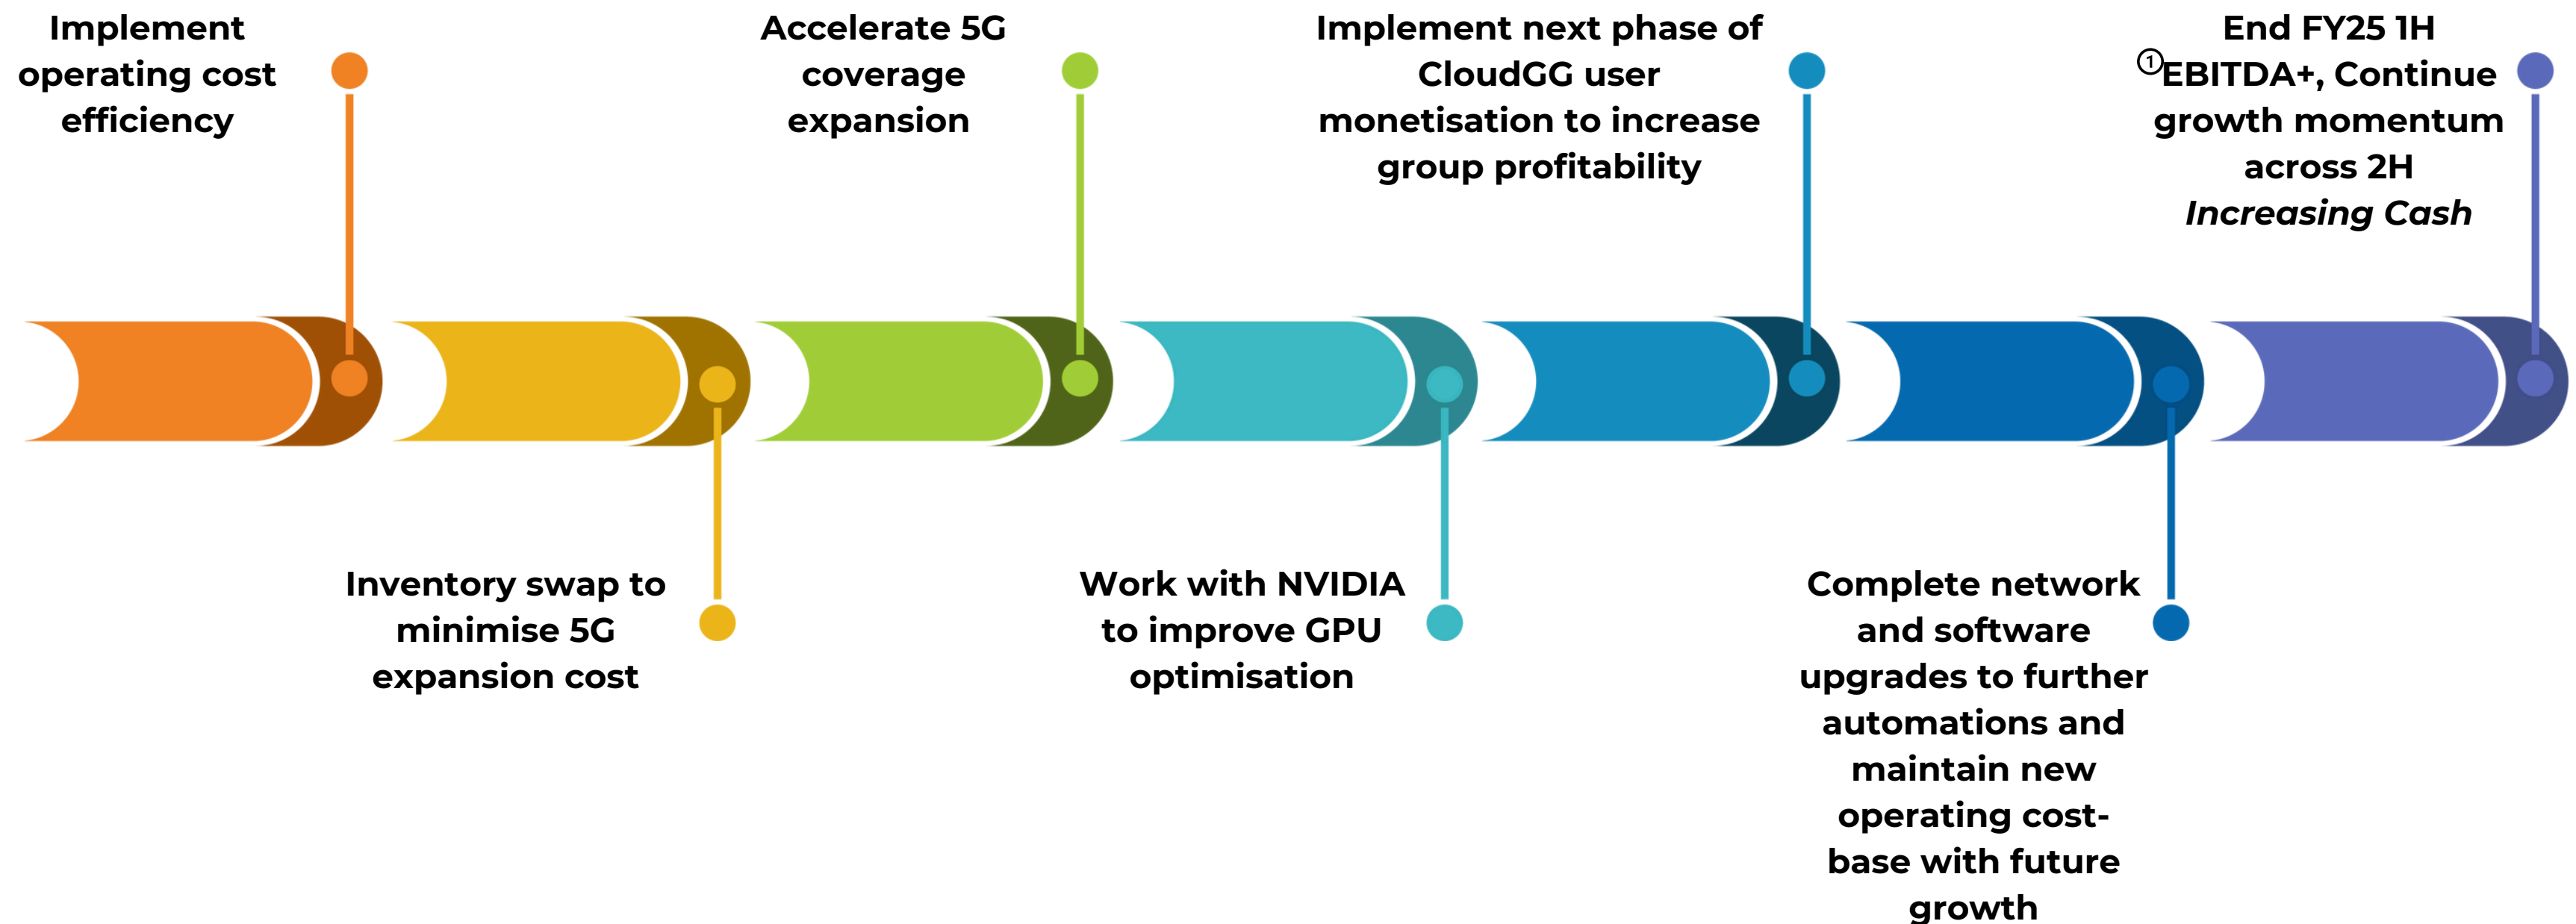 Implement
operating cost
efficiency
Inventory swap to
minimise 5G
expansion cost
Accelerate 5G
coverage
expansion
Work with NVIDIA
to improve GPU
optimisation
Implement next phase of
CloudGG user
monetisation to increase
group profitability
Complete network
and software
upgrades to further
automations and
maintain new
operating cost-
base with future
growth
End FY25 1H
①EBITDA+, Continue
growth momentum
across 2H
Increasing Cash